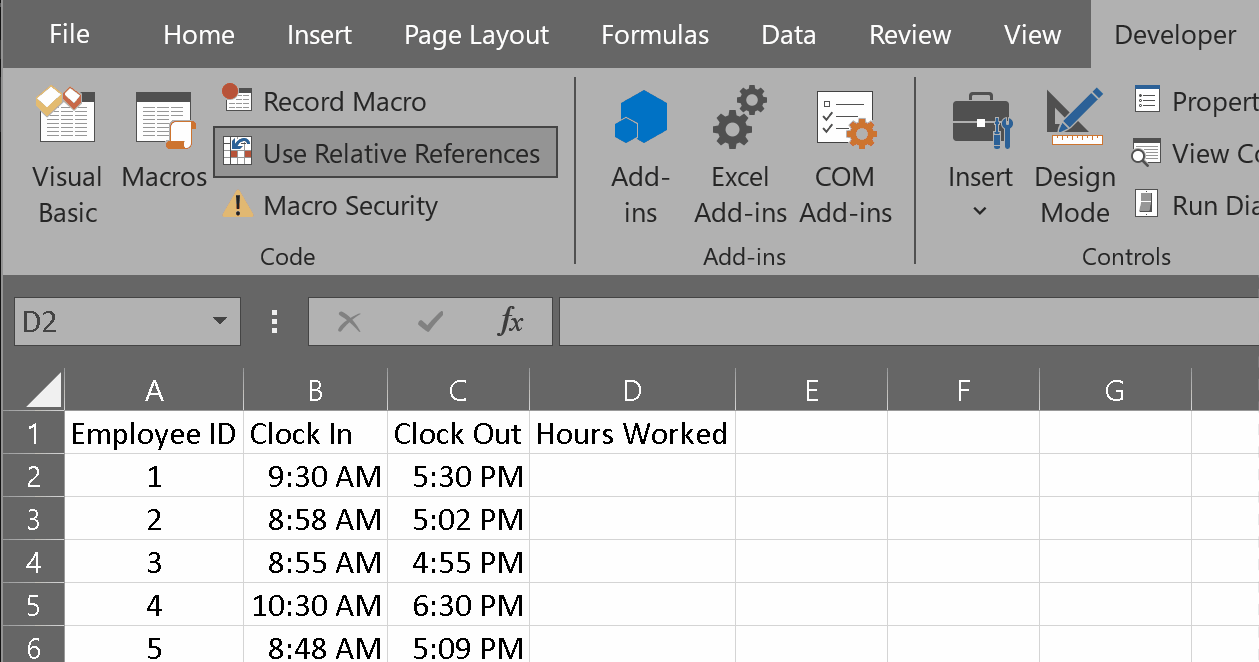 File Home Insert Page Layout Formulas Data Review View Developer
Visual Basic
Macros
Record Macro
Use Relative References
Macro Security
Code
Add-ins
Excel Add-ins
COM Add-ins
Add-ins
Insert
Design Mode
Propert
View Co
Run Dia
Controls
D2 fx
A B C D E F G
1 Employee ID Clock In Clock Out Hours Worked
2 1 9:30 AM 5:30 PM
3 2 8:58 AM 5:02 PM
4 3 8:55 AM 4:55 PM
5 4 10:30 AM 6:30 PM
6 5 8:48 AM 5:09 PM